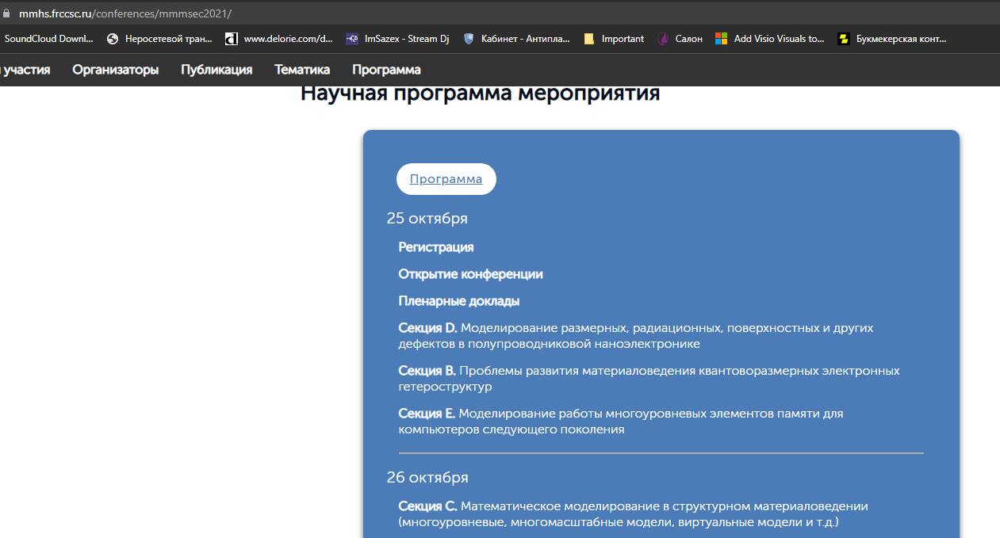 mmhs.frccsc.ru/conferences/mmmsec2021/
SoundCloud Downl... Неросетевой тран... d www.delorie.com/d... ImSazex - Stream Dj Кабинет - Антипла... Important Салон Add Visio Visuals to... Букмекерская конт...
участия Организаторы Публикация Тематика Программа
Научная программа мероприятия
Программа
25 октября
Регистрация
Открытие конференции
Пленарные доклады
Секция D. Моделирование размерных, радиационных, поверхностных и других
дефектов в полупроводниковой наноэлектронике
Секция B. Проблемы развития материаловедения квантоворазмерных электронных
гетероструктур
Секция E. Моделирование работы многоуровневых элементов памяти для
компьютеров следующего поколения
26 октября
Секция C. Математическое моделирование в структурном материаловедении
(многоуровневые, многомасштабные модели, виртуальные модели и т.д.)